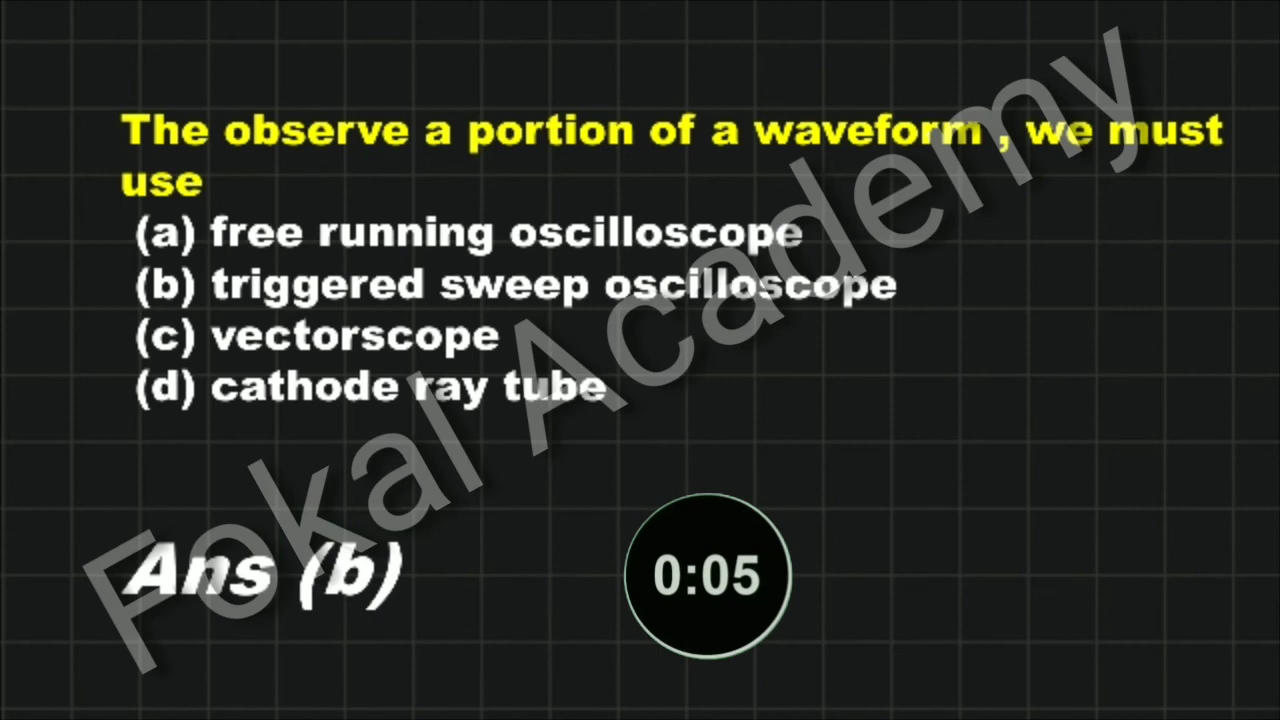 The observe a portion of a waveform , we must
use
(a) free running oscilloscope
(b) triggered sweep oscilloscope
(c) vectorscope
(d) cathode ray tube
Ans (b)
0:05
Fokal Academy